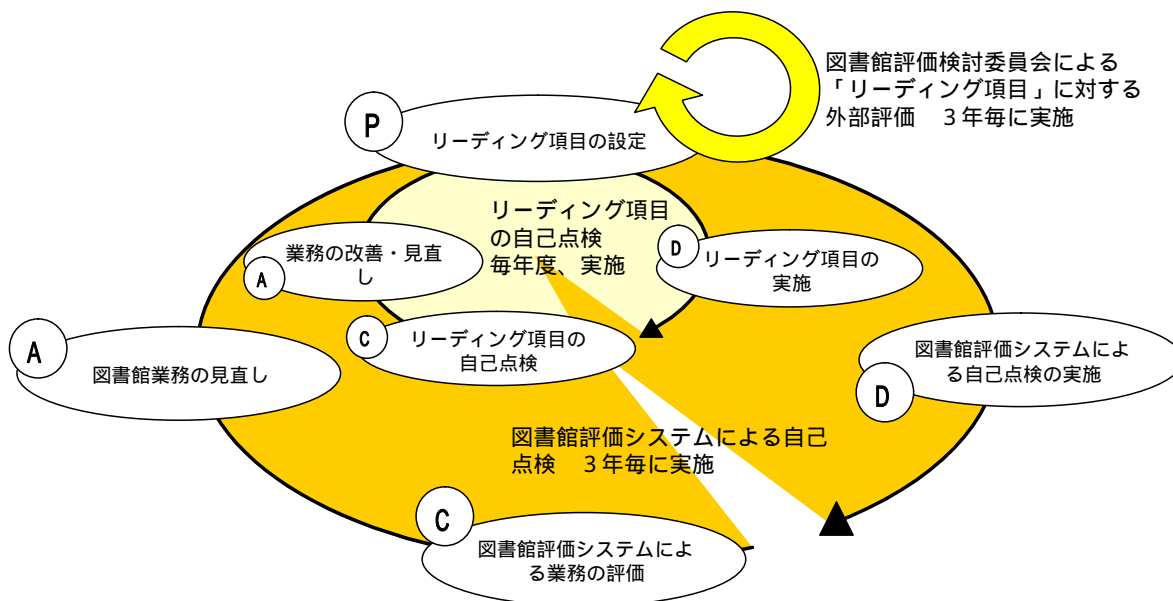 図書館評価検討委員会による
「リーディング項目」に対する
外部評価　３年毎に実施
P
リーディング項目の設定
リーディング項目
の自己点検
毎年度、実施
業務の改善・見直
し
A
D
リーディング項目の
実施
C
リーディング項目の
自己点検
A
図書館業務の見直し
図書館評価システムによ
る自己点検の実施
D
図書館評価システムによる自己
点検　３年毎に実施
C
図書館評価システムによ
る業務の評価